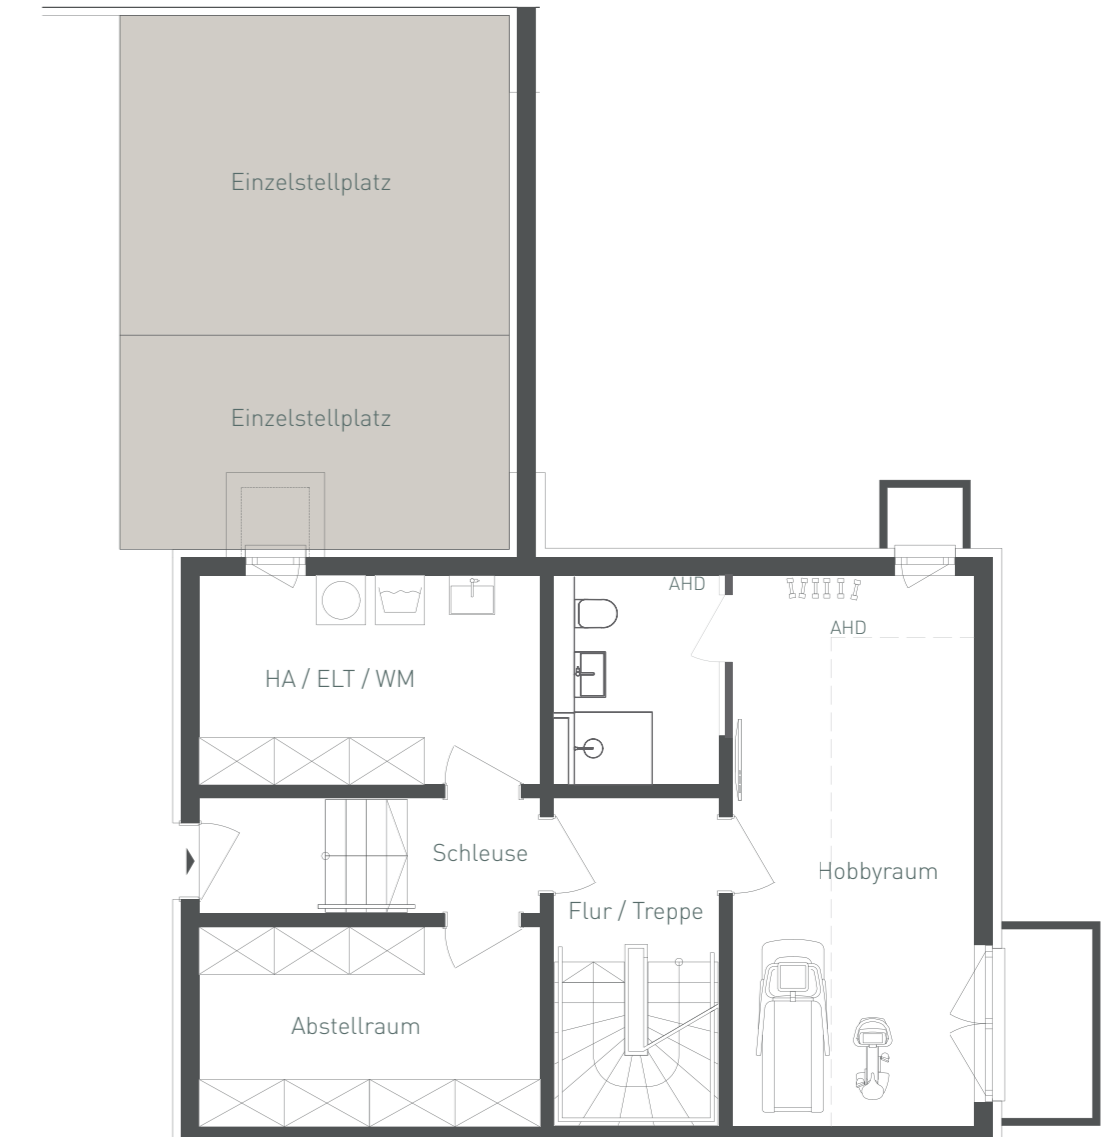 Einzelstellplatz
Einzelstellplatz
AHD
AHD
HA / ELT / WM
Schleuse
Hobbyraum
Flur / Treppe
Abstellraum